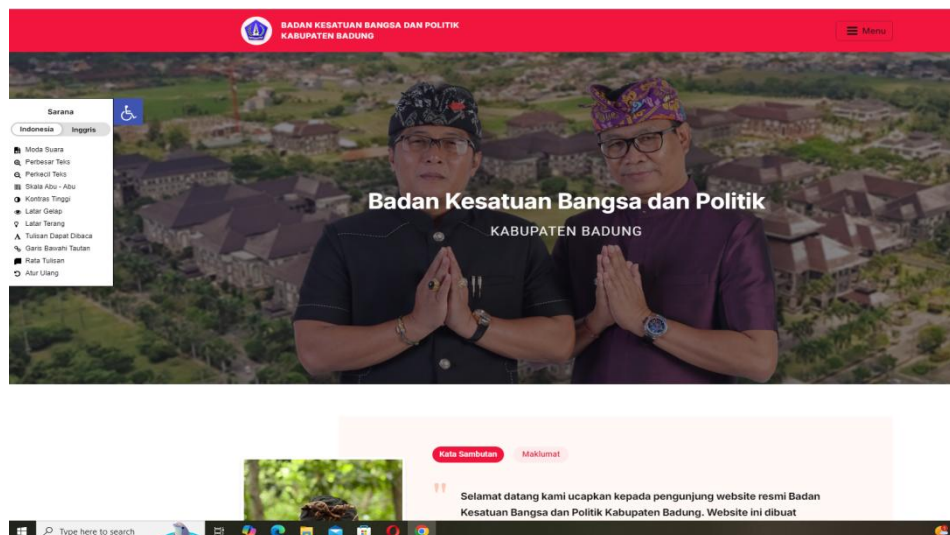 BADAN KESATUAN BANGSA DAN POLITIK
KABUPATEN BADUNG
Menu
Sarana
Indonesia Inggris
Moda Suara
Perbesar Teks
Perkecil Teks
Skala Abu - Abu
Kontras Tinggi
Latar Gelap
Latar Terang
Tulisan Dapat Dibaca
Garis Bawahi Tautan
Rata Tulisan
Atur Ulang
Badan Kesatuan Bangsa dan Politik
KABUPATEN BADUNG
Kata Sambutan Maklumat
"
Selamat datang kami ucapkan kepada pengunjung website resmi Badan
Kesatuan Bangsa dan Politik Kabupaten Badung. Website ini dibuat
Type here to search